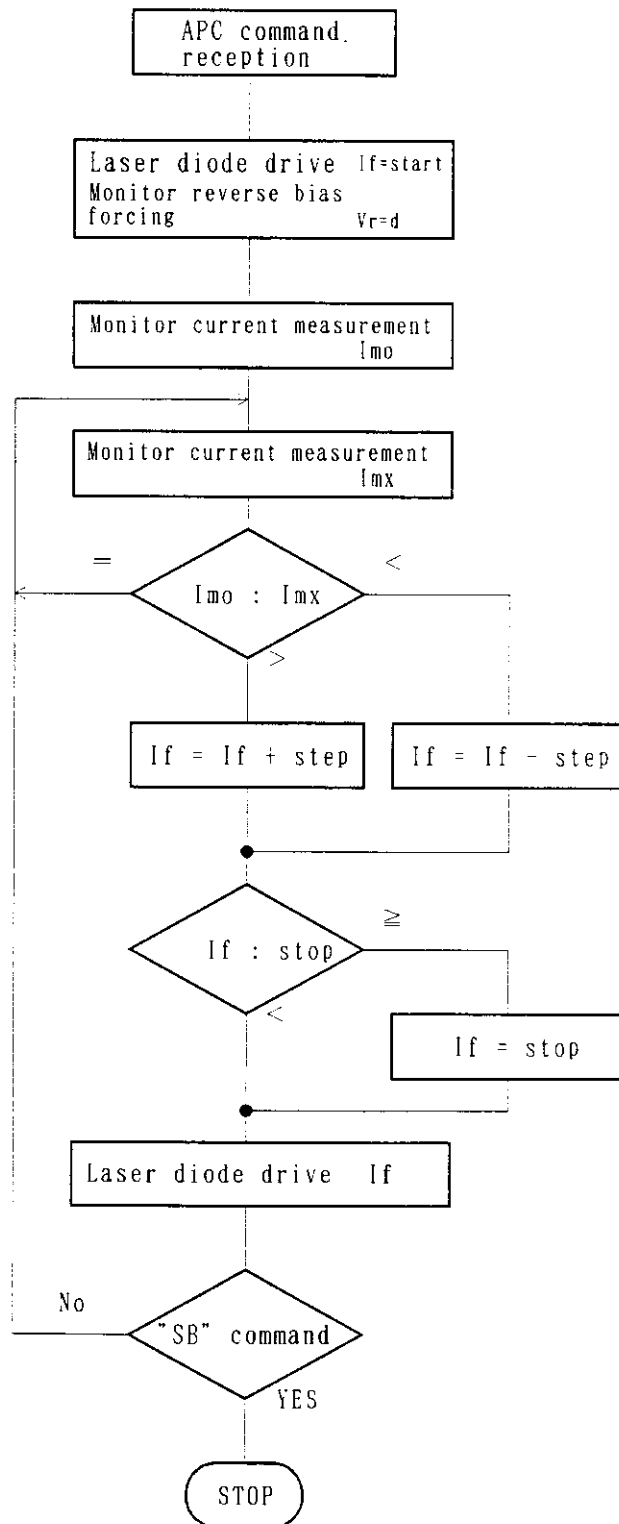 APC command.
reception
Laser diode drive If=start
Monitor reverse bias
forcing Vr=d
Monitor current measurement
Imo
Monitor current measurement
Imx
= <
Imo : Imx
>
If = If + step
If = If - step
If : stop
≧
<
If = stop
Laser diode drive If
No
"SB" command
YES
STOP